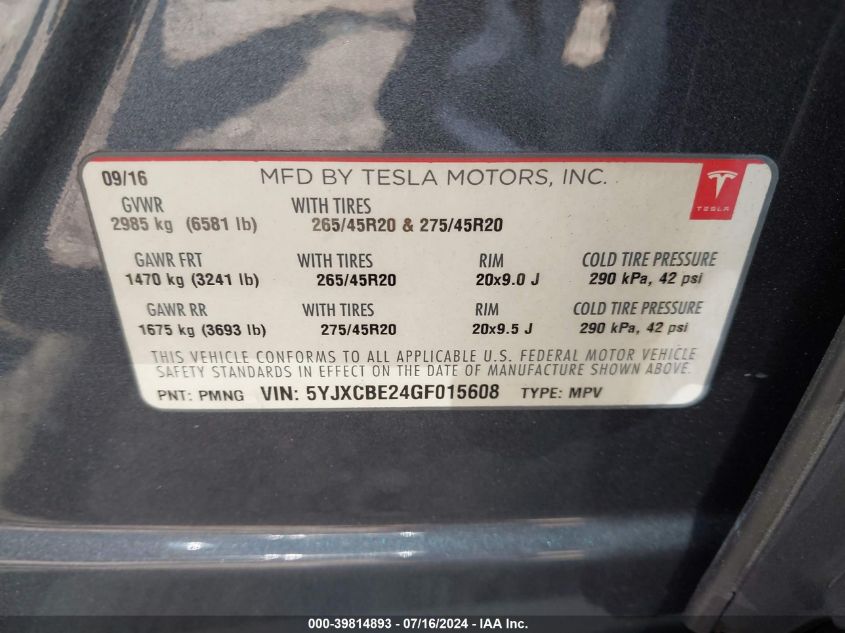 09/16 MFD BY TESLA MOTORS, INC.
TESLA
GVWR WITH TIRES
2985 kg (6581 lb) 265/45R20 & 275/45R20
GAWR FRT WITH TIRES RIM COLD TIRE PRESSURE
1470 kg (3241 lb) 265/45R20 20x9.0 J 290 kPa, 42 psi
GAWR RR WITH TIRES RIM COLD TIRE PRESSURE
1675 kg (3693 lb) 275/45R20 20x9.5 J 290 kPa, 42 psi
THIS VEHICLE CONFORMS TO ALL APPLICABLE U.S. FEDERAL MOTOR VEHICLE
SAFETY STANDARDS IN EFFECT ON THE DATE OF MANUFACTURE SHOWN ABOVE.
PNT: PMNG VIN: 5YJXCBE24GF015608 TYPE: MPV
000-39814893 - 07/16/2024 - IAA Inc.